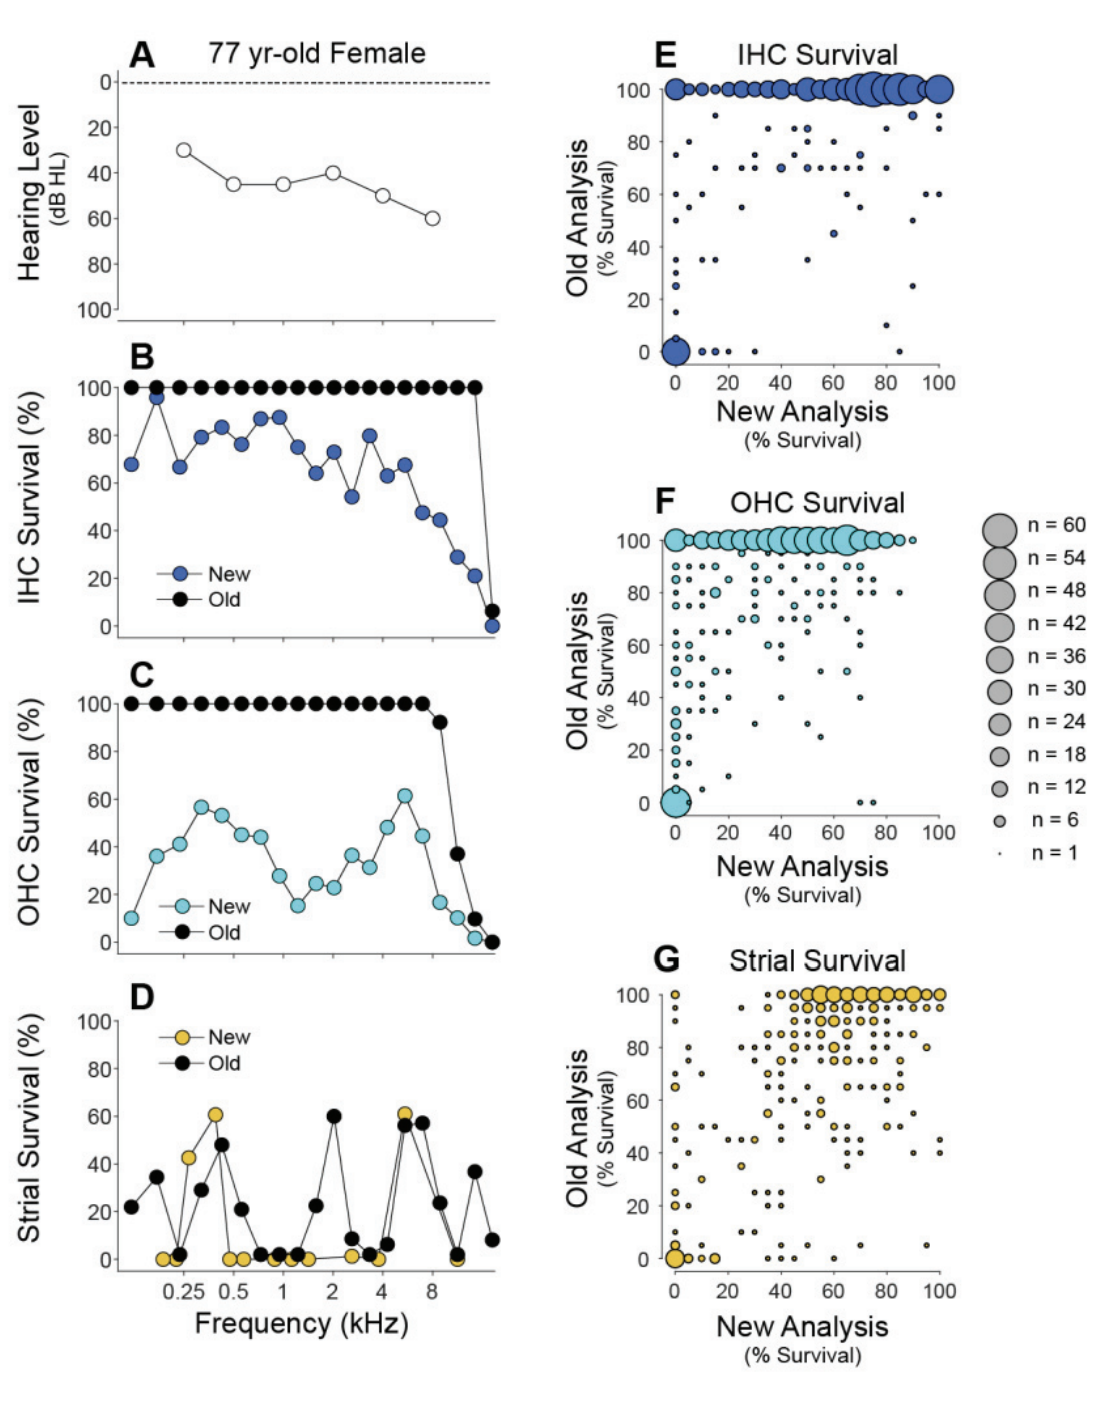 A
77 yr-old Female
0
20
40
60
80
100
Hearing Level
(dB HL)
B
100
80
60
40
20
0
IHC Survival (%)
New
Old
C
100
80
60
40
20
0
OHC Survival (%)
New
Old
D
100
80
60
40
20
0
Strial Survival (%)
New
Old
0.25 0.5 1 2 4 8
Frequency (kHz)
E
IHC Survival
100
80
60
40
20
0
Old Analysis
(% Survival)
0 20 40 60 80 100
New Analysis
(% Survival)
F
OHC Survival
100
80
60
40
20
0
Old Analysis
(% Survival)
0 20 40 60 80 100
New Analysis
(% Survival)
n = 60
n = 54
n = 48
n = 42
n = 36
n = 30
n = 24
n = 18
n = 12
n = 6
n = 1
G
Strial Survival
100
80
60
40
20
0
Old Analysis
(% Survival)
0 20 40 60 80 100
New Analysis
(% Survival)